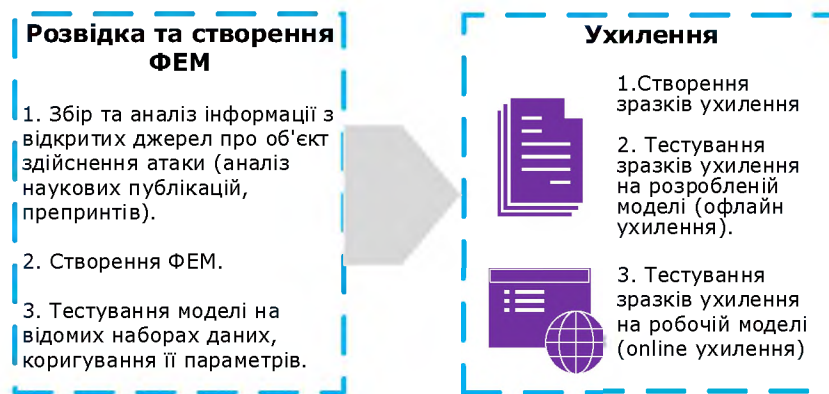 Розвідка та створення
ФЕМ
1. Збір та аналіз інформації з
відкритих джерел про об'єкт
здійснення атаки (аналіз
наукових публікацій,
препринтів).
2. Створення ФЕМ.
3. Тестування моделі на
відомих наборах даних,
коригування її параметрів.
Ухилення
1.Створення
зразків ухилення
2. Тестування
зразків ухилення
на розробленій
моделі (офлайн
ухилення).
3. Тестування
зразків ухилення
на робочій моделі
(online ухилення)